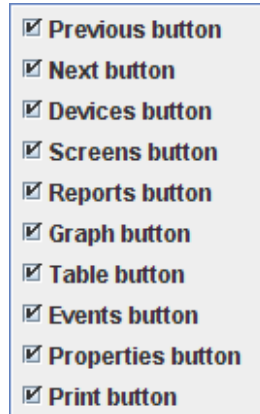 Previous button
Next button
Devices button
Screens button
Reports button
Graph button
Table button
Events button
Properties button
Print button